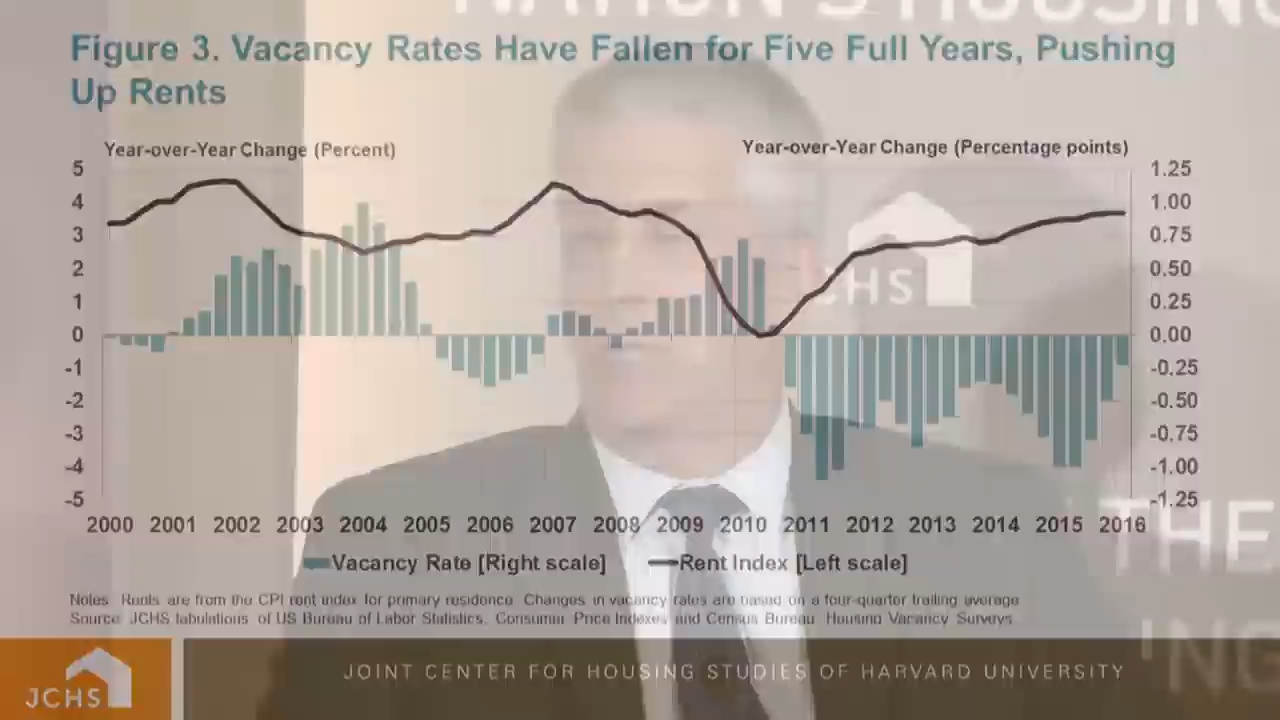 NATION'S HOUSING
Figure 3. Vacancy Rates Have Fallen for Five Full Years, Pushing
Up Rents
Year-over-Year Change (Percent)
Year-over-Year Change (Percentage points)
5 1.25
4 1.00
3 0.75
2 0.50
1 0.25
0 0.00
-1 -0.25
-2 -0.50
-3 -0.75
-4 -1.00
-5 -1.25
JCHS
2000 2001 2002 2003 2004 2005 2006 2007 2008 2009 2010 2011 2012 2013 2014 2015 2016
THE
Vacancy Rate [Right scale] Rent Index [Left scale]
Notes: Rents are from the CPI rent index for primary residence. Changes in vacancy rates are based on a four-quarter trailing average.
Source: JCHS tabulations of US Bureau of Labor Statistics, Consumer Price Indexes and Census Bureau, Housing Vacancy Surveys.
'NG
JCHS
JOINT CENTER FOR HOUSING STUDIES OF HARVARD UNIVERSITY